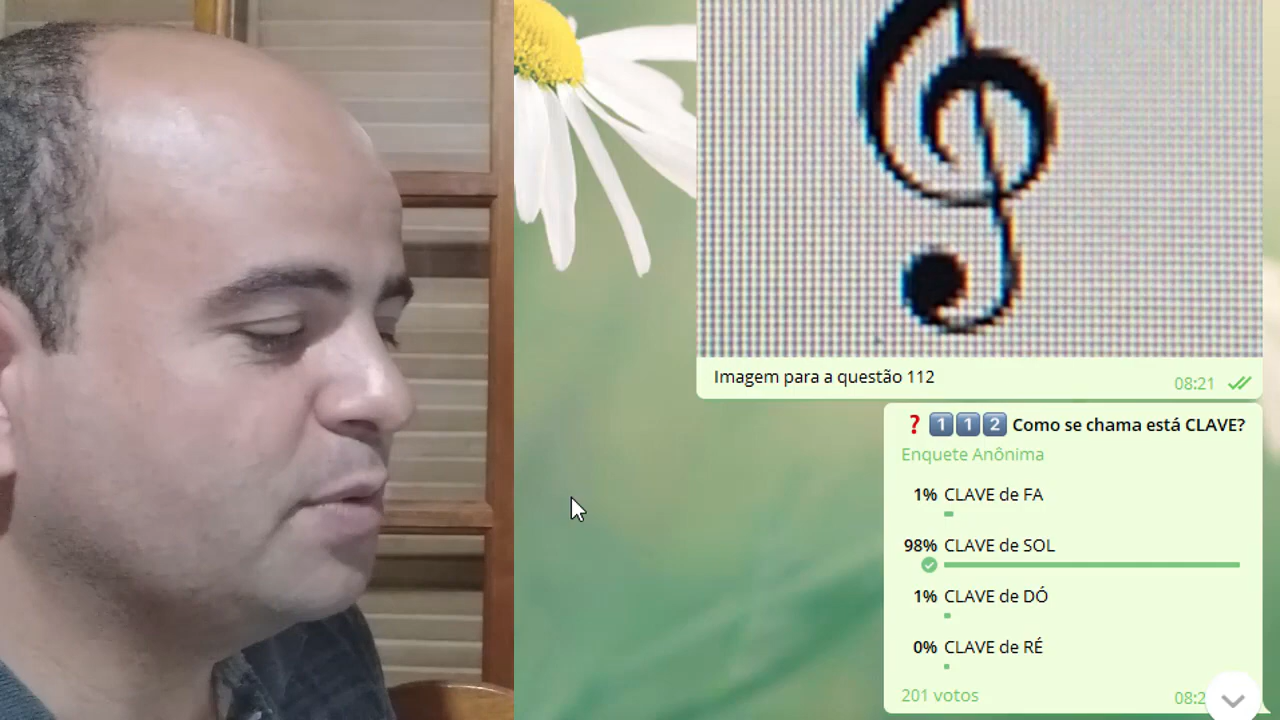 Imagem para a questão 112
08:21
❓ 1️⃣1️⃣2️⃣ Como se chama está CLAVE?
Enquete Anônima
1% CLAVE de FA
98% CLAVE de SOL
1% CLAVE de DÓ
0% CLAVE de RÉ
201 votos